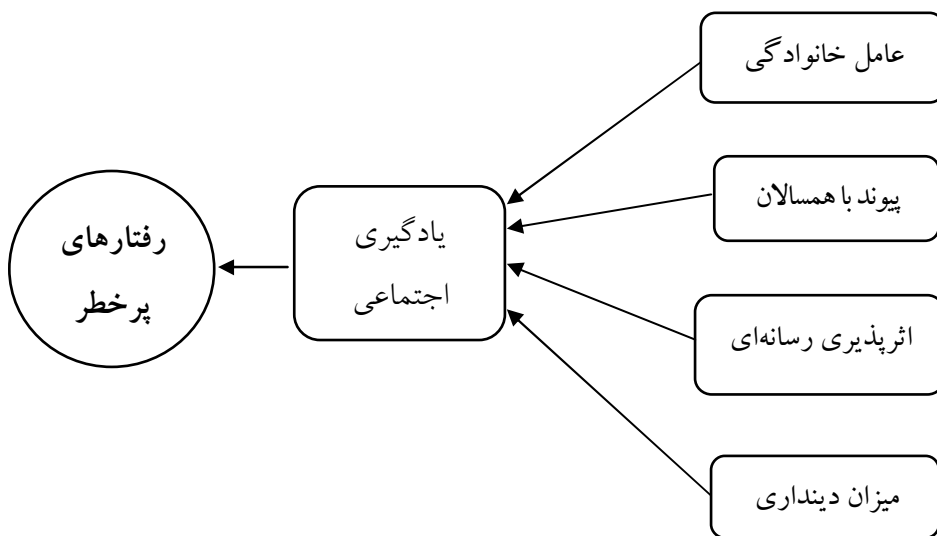 عامل خانوادگی
پیوند با همسالان
اثرپذیری رسانه‌ای
میزان دینداری
یادگیری
اجتماعی
رفتارهای
پرخطر